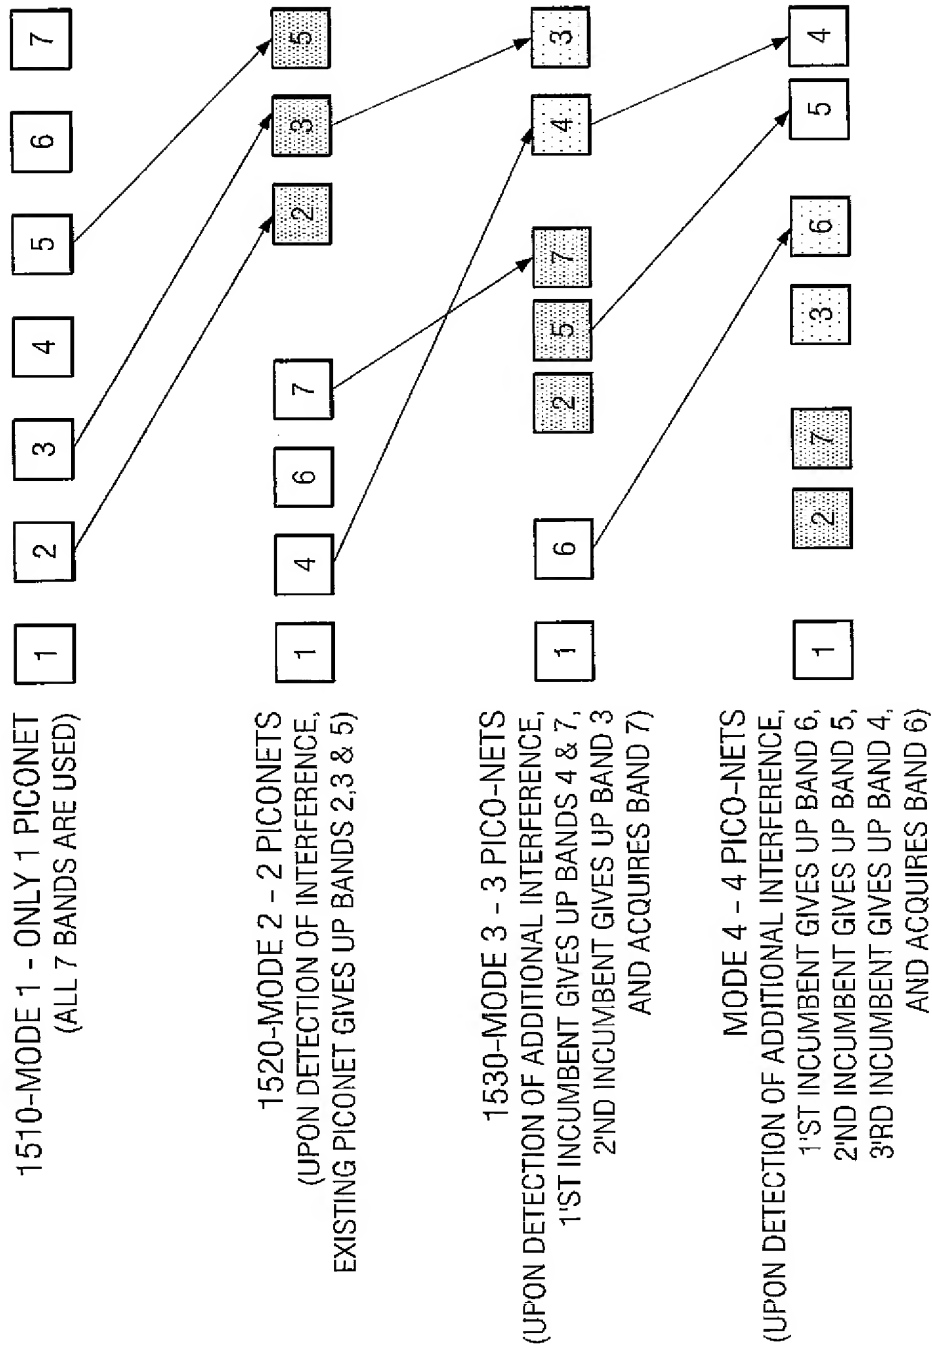 1510-MODE 1 - ONLY 1 PICONET
(ALL 7 BANDS ARE USED)
1 2 3 4 5 6 7
1520-MODE 2 - 2 PICONETS
(UPON DETECTION OF INTERFERENCE,
EXISTING PICONET GIVES UP BANDS 2,3 & 5)
1 4 6 7 2 3 5
1530-MODE 3 - 3 PICO-NETS
(UPON DETECTION OF ADDITIONAL INTERFERENCE,
1'ST INCUMBENT GIVES UP BANDS 4 & 7,
2'ND INCUMBENT GIVES UP BAND 3
AND ACQUIRES BAND 7)
1 6 2 5 7 4 3
MODE 4 - 4 PICO-NETS
(UPON DETECTION OF ADDITIONAL INTERFERENCE,
1'ST INCUMBENT GIVES UP BAND 6,
2'ND INCUMBENT GIVES UP BAND 5,
3'RD INCUMBENT GIVES UP BAND 4,
AND ACQUIRES BAND 6)
1 2 7 3 6 5 4